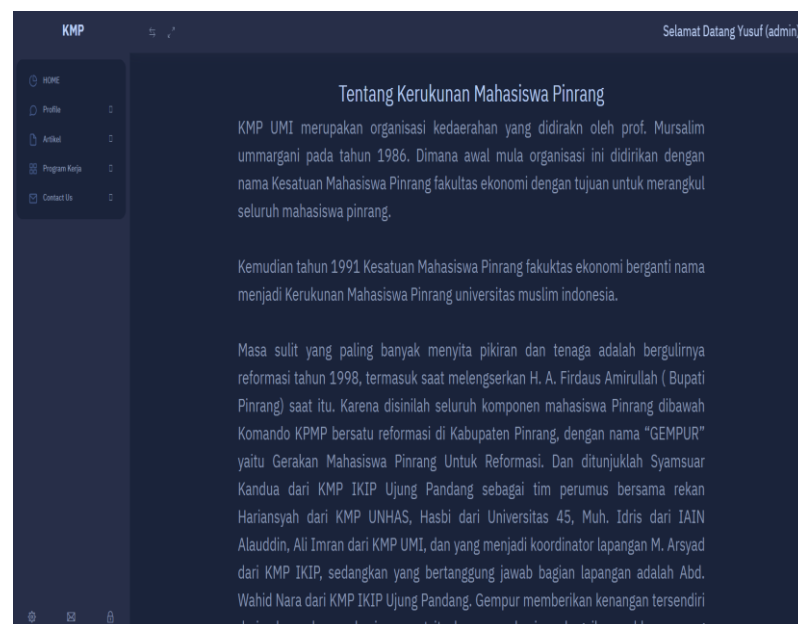 KMP
Selamat Datang Yusuf (admin)
HOME
Profile
Artikel
Program Kerja
Contact Us
Tentang Kerukunan Mahasiswa Pinrang
KMP UMI merupakan organisasi kedaerahan yang didirakn oleh prof. Mursalim
ummargani pada tahun 1986. Dimana awal mula organisasi ini didirikan dengan
nama Kesatuan Mahasiswa Pinrang fakultas ekonomi dengan tujuan untuk merangkul
seluruh mahasiswa pinrang.
Kemudian tahun 1991 Kesatuan Mahasiswa Pinrang fakuktas ekonomi berganti nama
menjadi Kerukunan Mahasiswa Pinrang universitas muslim indonesia.
Masa sulit yang paling banyak menyita pikiran dan tenaga adalah bergulirnya
reformasi tahun 1998, termasuk saat melengserkan H. A. Firdaus Amirullah ( Bupati
Pinrang) saat itu. Karena disinilah seluruh komponen mahasiswa Pinrang dibawah
Komando KPMP bersatu reformasi di Kabupaten Pinrang, dengan nama “GEMPUR”
yaitu Gerakan Mahasiswa Pinrang Untuk Reformasi. Dan ditunjuklah Syamsuar
Kandua dari KMP IKIP Ujung Pandang sebagai tim perumus bersama rekan
Hariansyah dari KMP UNHAS, Hasbi dari Universitas 45, Muh. Idris dari IAIN
Alauddin, Ali Imran dari KMP UMI, dan yang menjadi koordinator lapangan M. Arsyad
dari KMP IKIP, sedangkan yang bertanggung jawab bagian lapangan adalah Abd.
Wahid Nara dari KMP IKIP Ujung Pandang. Gempur memberikan kenangan tersendiri